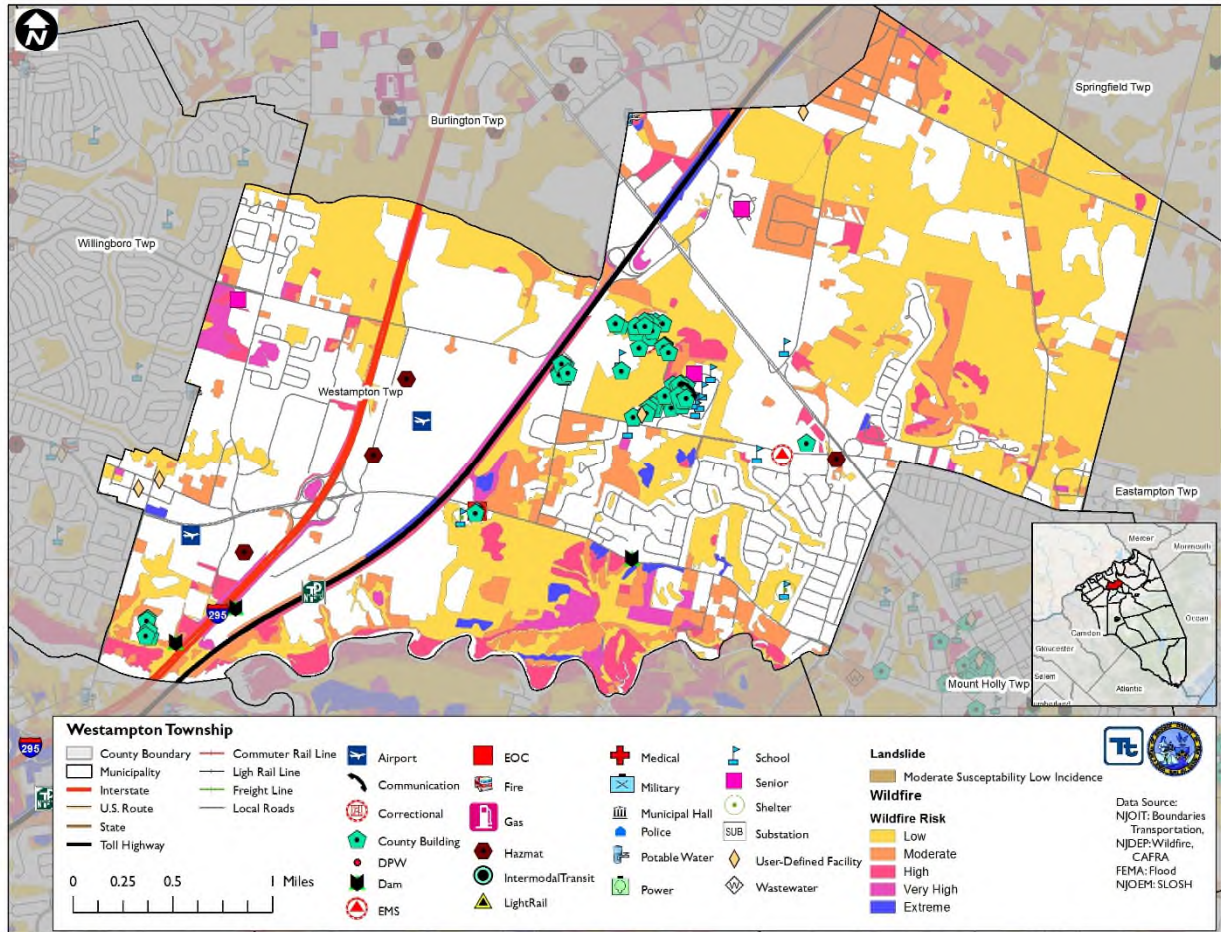 N
Springfield Twp
Burlington Twp
Willingboro Twp
Westampton Twp
Eastampton Twp
295
Mount Holly Twp
Mercer
Monmouth
Ocean
Camden
Gloucester
Salem
Atlantic
295
Westampton Township
County Boundary
Municipality
Interstate
U.S. Route
State
Toll Highway
Commuter Rail Line
Ligh Rail Line
Freight Line
Local Roads
0 0.25 0.5 1 Miles
Airport
Communication
Correctional
County Building
DPW
Dam
EMS
EOC
Fire
Gas
Hazmat
IntermodalTransit
LightRail
Medical
Military
Municipal Hall
Police
Potable Water
Power
School
Senior
Shelter
SUB Substation
User-Defined Facility
W Wastewater
Landslide
Moderate Susceptability Low Incidence
Wildfire
Wildfire Risk
Low
Moderate
High
Very High
Extreme
Tt
Data Source:
NJOIT: Boundaries
Transportation,
NJDEP: Wildfire,
CAFRA
FEMA: Flood
NJOEM: SLOSH